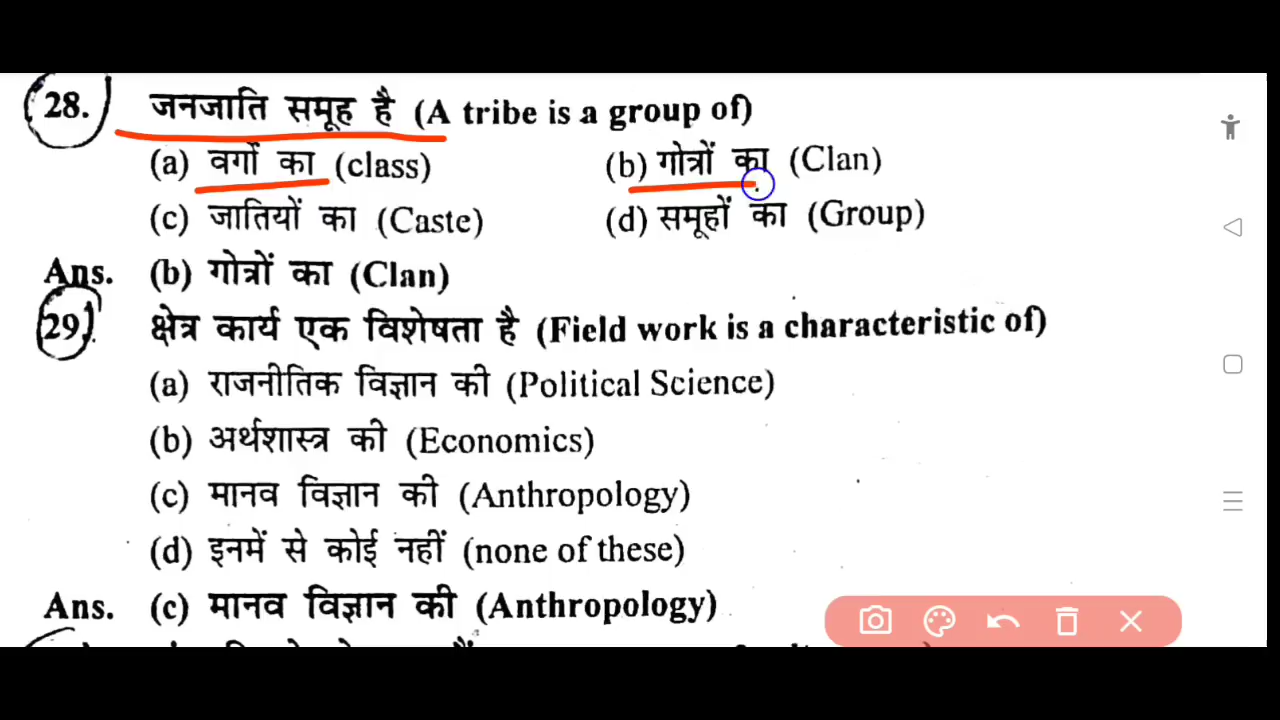 28. जनजाति समूह है (A tribe is a group of)
(a) वर्गों का (class) (b) गोत्रों का (Clan)
(c) जातियों का (Caste) (d) समूहों का (Group)
Ans. (b) गोत्रों का (Clan)
29. क्षेत्र कार्य एक विशेषता है (Field work is a characteristic of)
(a) राजनीतिक विज्ञान की (Political Science)
(b) अर्थशास्त्र की (Economics)
(c) मानव विज्ञान की (Anthropology)
(d) इनमें से कोई नहीं (none of these)
Ans. (c) मानव विज्ञान की (Anthropology)